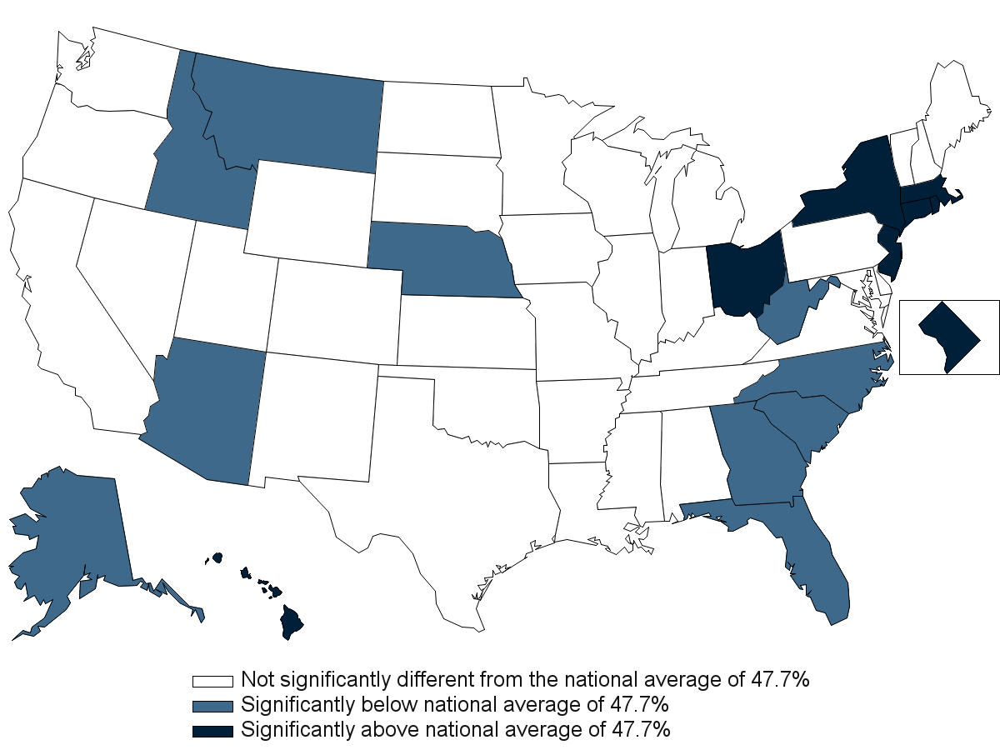 Not significantly different from the national average of 47.7%
Significantly below national average of 47.7%
Significantly above national average of 47.7%